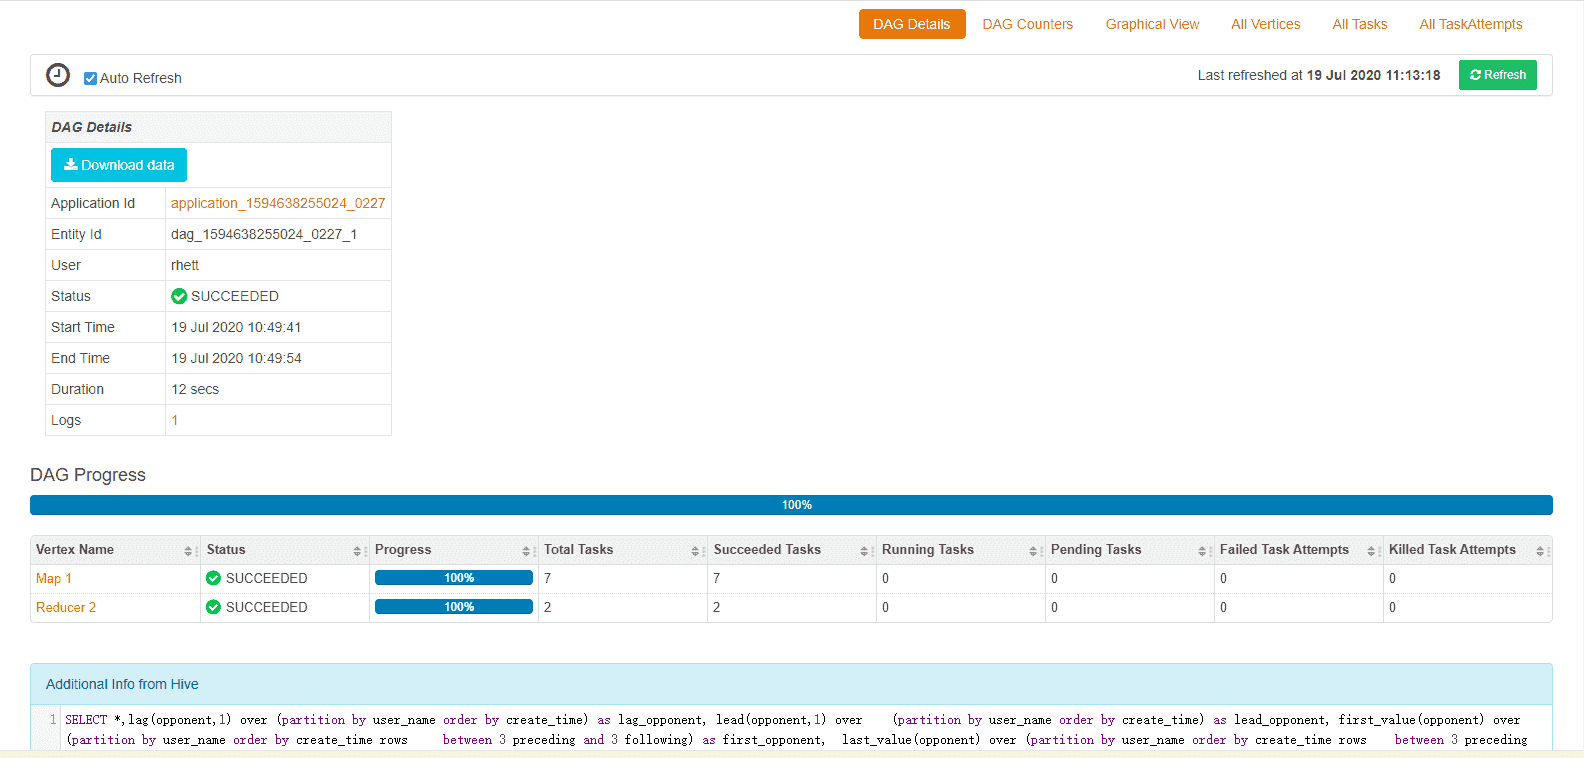 DAG Details DAG Counters Graphical View All Vertices All Tasks All TaskAttempts
Auto Refresh Last refreshed at 19 Jul 2020 11:13:18 Refresh
DAG Details
Download data
Application Id application_1594638255024_0227
Entity Id dag_1594638255024_0227_1
User rhett
Status SUCCEEDED
Start Time 19 Jul 2020 10:49:41
End Time 19 Jul 2020 10:49:54
Duration 12 secs
Logs 1
DAG Progress
100%
Vertex Name Status Progress Total Tasks Succeeded Tasks Running Tasks Pending Tasks Failed Task Attempts Killed Task Attempts
Map 1 SUCCEEDED 100% 7 7 0 0 0 0
Reducer 2 SUCCEEDED 100% 2 2 0 0 0 0
Additional Info from Hive
1 SELECT *,lag(opponent,1) over (partition by user_name order by create_time) as lag_opponent, lead(opponent,1) over (partition by user_name order by create_time) as lead_opponent, first_value(opponent) over
(partition by user_name order by create_time rows between 3 preceding and 3 following) as first_opponent, last_value(opponent) over (partition by user_name order by create_time rows between 3 preceding